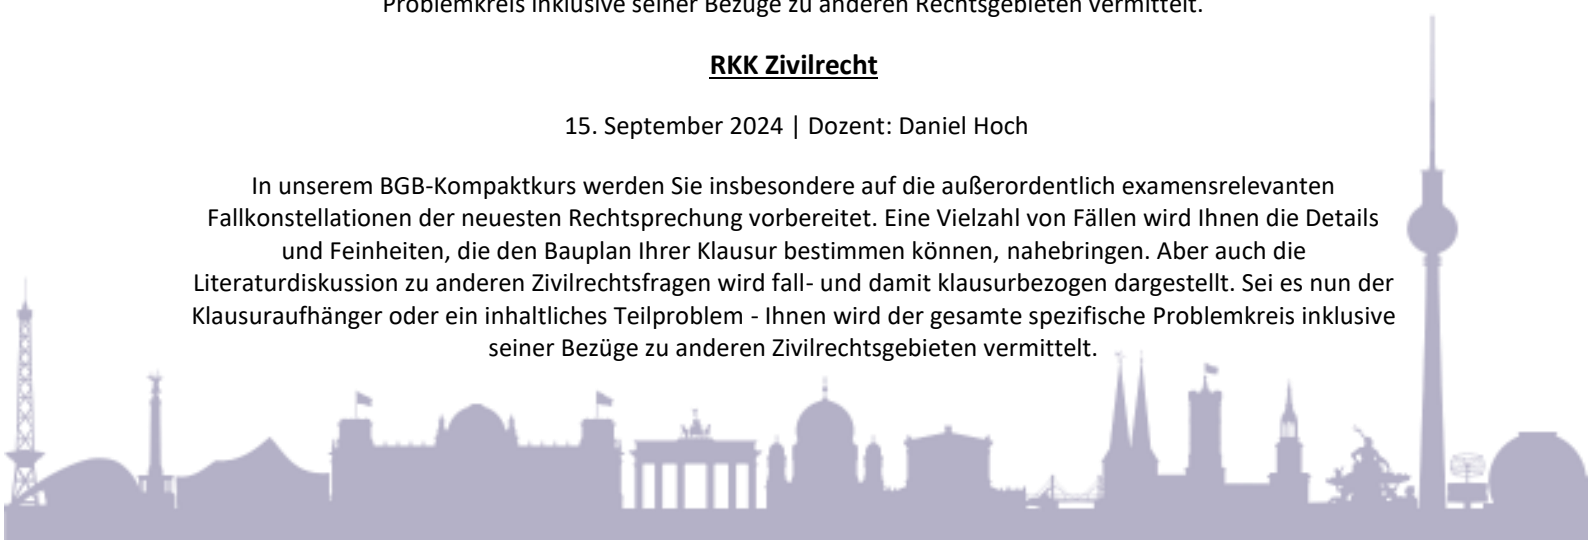 Problemkreis inklusive seiner Bezüge zu anderen Rechtsgebieten vermittelt.
RKK Zivilrecht
15. September 2024 | Dozent: Daniel Hoch
In unserem BGB-Kompaktkurs werden Sie insbesondere auf die außerordentlich examensrelevanten
Fallkonstellationen der neuesten Rechtsprechung vorbereitet. Eine Vielzahl von Fällen wird Ihnen die Details
und Feinheiten, die den Bauplan Ihrer Klausur bestimmen können, nahebringen. Aber auch die
Literaturdiskussion zu anderen Zivilrechtsfragen wird fall- und damit klausurbezogen dargestellt. Sei es nun der
Klausuraufhänger oder ein inhaltliches Teilproblem - Ihnen wird der gesamte spezifische Problemkreis inklusive
seiner Bezüge zu anderen Zivilrechtsgebieten vermittelt.